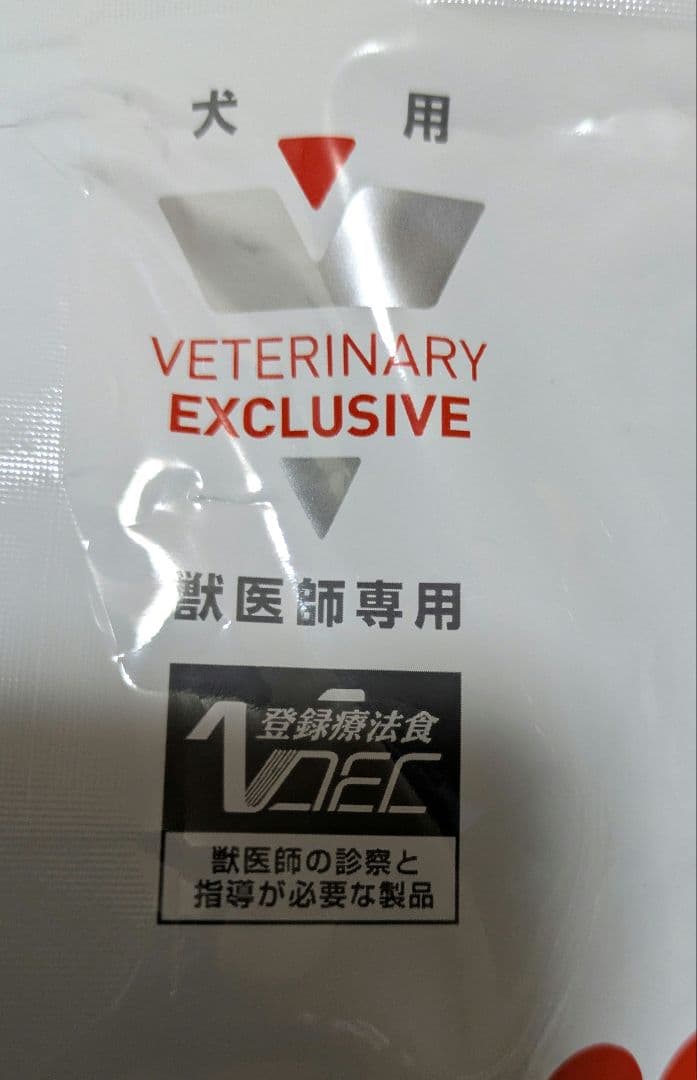 犬 用
VETERINARY
EXCLUSIVE
獣医師専用
登録療法食
VDEC
獣医師の診察と
指導が必要な製品